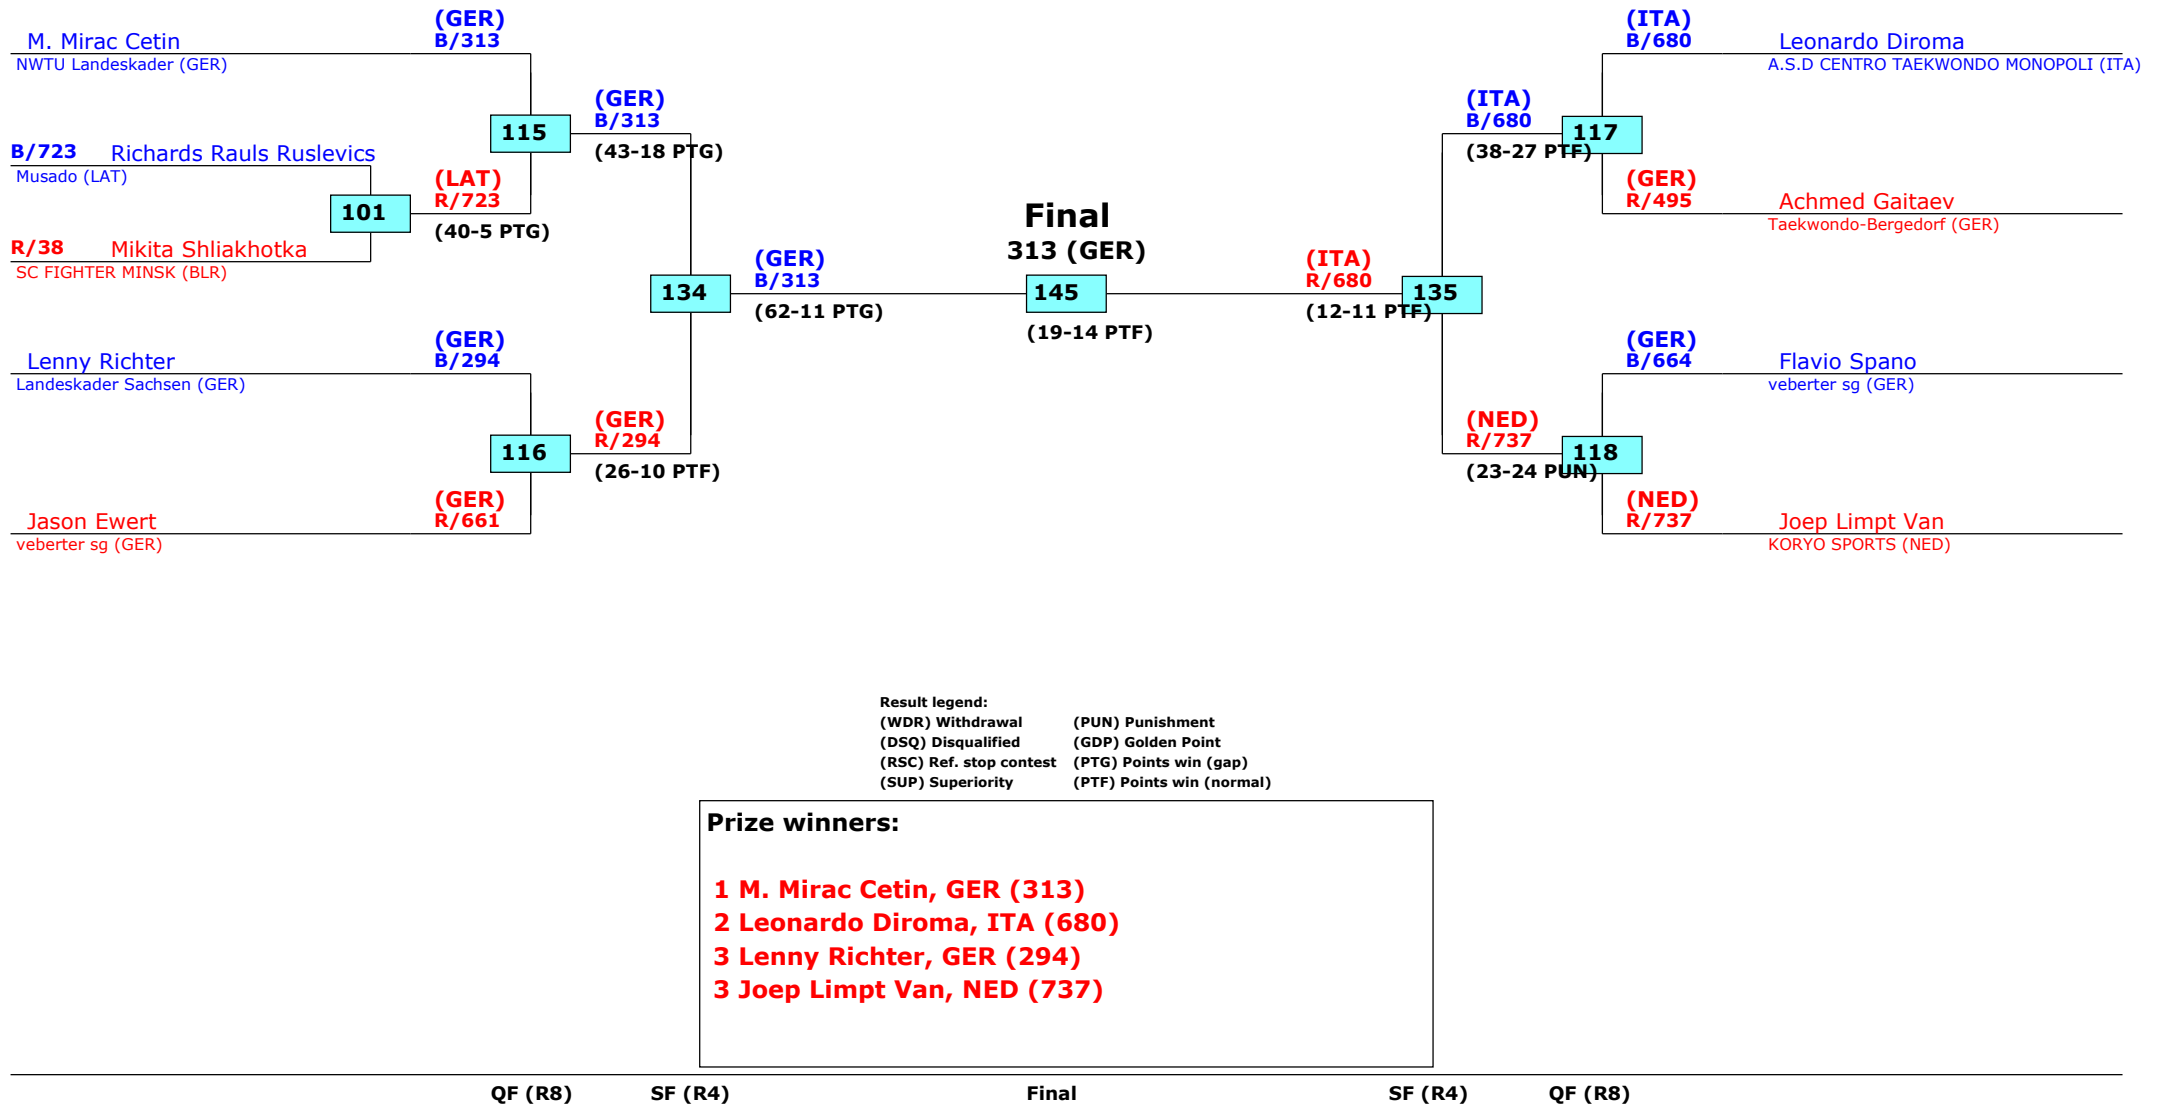 (GER)
B/313
M. Mirac Cetin
NWTU Landeskader (GER)
B/723 Richards Rauls Ruslevics
Musado (LAT)
R/38 Mikita Shliakhotka
SC FIGHTER MINSK (BLR)
101
(LAT)
R/723
(40-5 PTG)
115
(GER)
B/313
(43-18 PTG)
(GER)
B/294
Lenny Richter
Landeskader Sachsen (GER)
(GER)
R/661
Jason Ewert
veberter sg (GER)
116
(GER)
R/294
(26-10 PTF)
134
(GER)
B/313
(62-11 PTG)
Final
313 (GER)
145
(19-14 PTF)
(ITA)
R/680
(12-11 PTF)
135
(ITA)
B/680
(38-27 PTF)
117
(ITA)
B/680
Leonardo Diroma
A.S.D CENTRO TAEKWONDO MONOPOLI (ITA)
(GER)
R/495
Achmed Gaitaev
Taekwondo-Bergedorf (GER)
(NED)
R/737
(23-24 PUN)
118
(GER)
B/664
Flavio Spano
veberter sg (GER)
(NED)
R/737
Joep Limpt Van
KORYO SPORTS (NED)
Result legend:
(WDR) Withdrawal (PUN) Punishment
(DSQ) Disqualified (GDP) Golden Point
(RSC) Ref. stop contest (PTG) Points win (gap)
(SUP) Superiority (PTF) Points win (normal)
Prize winners:
1 M. Mirac Cetin, GER (313)
2 Leonardo Diroma, ITA (680)
3 Lenny Richter, GER (294)
3 Joep Limpt Van, NED (737)
QF (R8) SF (R4) Final SF (R4) QF (R8)